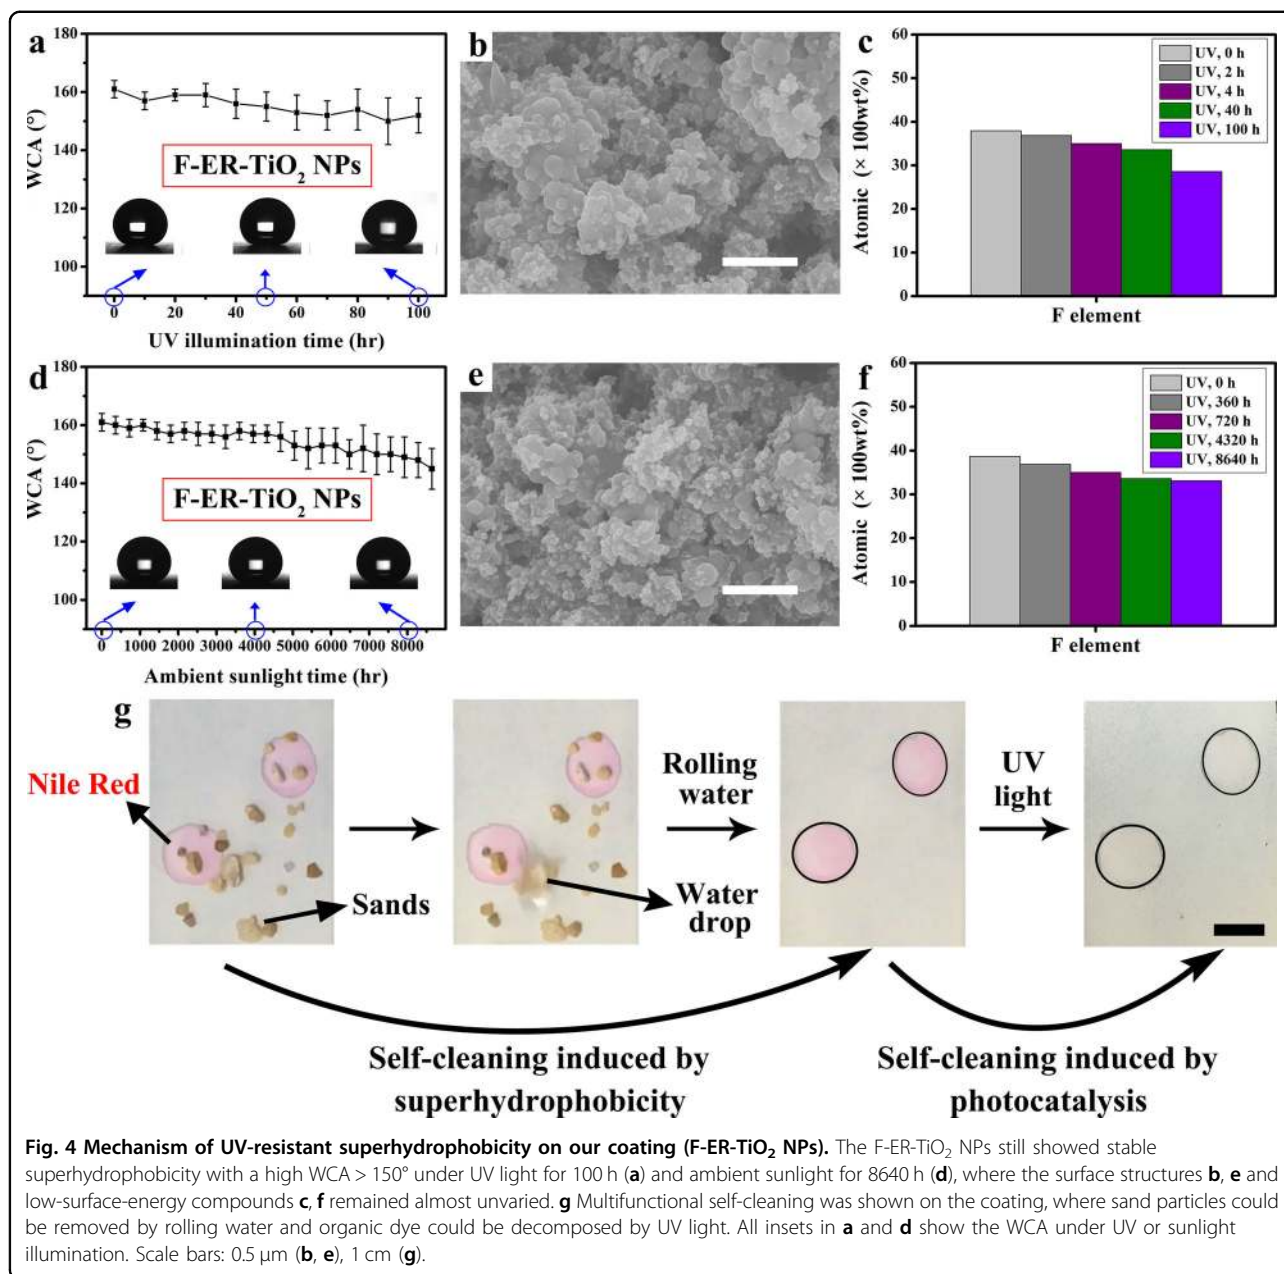 a
WCA (°)
180
160
140
120
100
F-ER-TiO₂ NPs
0 20 40 60 80 100
UV illumination time (hr)
b
c
Atomic (× 100wt%)
60
50
40
30
20
10
0
UV, 0 h
UV, 2 h
UV, 4 h
UV, 40 h
UV, 100 h
F element
d
WCA (°)
180
160
140
120
100
F-ER-TiO₂ NPs
0 1000 2000 3000 4000 5000 6000 7000 8000
Ambient sunlight time (hr)
e
f
Atomic (× 100wt%)
60
50
40
30
20
10
0
UV, 0 h
UV, 360 h
UV, 720 h
UV, 4320 h
UV, 8640 h
F element
g
Nile Red
Sands
Rolling
water
Water
drop
UV
light
Self-cleaning induced by
superhydrophobicity
Self-cleaning induced by
photocatalysis
Fig. 4 Mechanism of UV-resistant superhydrophobicity on our coating (F-ER-TiO₂ NPs). The F-ER-TiO₂ NPs still showed stable
superhydrophobicity with a high WCA > 150° under UV light for 100 h (a) and ambient sunlight for 8640 h (d), where the surface structures b, e and
low-surface-energy compounds c, f remained almost unvaried. g Multifunctional self-cleaning was shown on the coating, where sand particles could
be removed by rolling water and organic dye could be decomposed by UV light. All insets in a and d show the WCA under UV or sunlight
illumination. Scale bars: 0.5 μm (b, e), 1 cm (g).